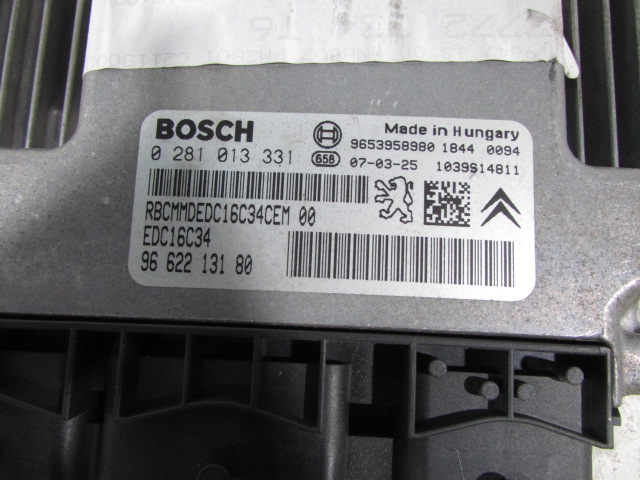 BOSCH
Made in Hungary
9653958980 1844 0094
0 281 013 331 658 07-03-25 1039S14811
RBCMMDEDC16C34CEM 00
EDC16C34
96 622 131 80